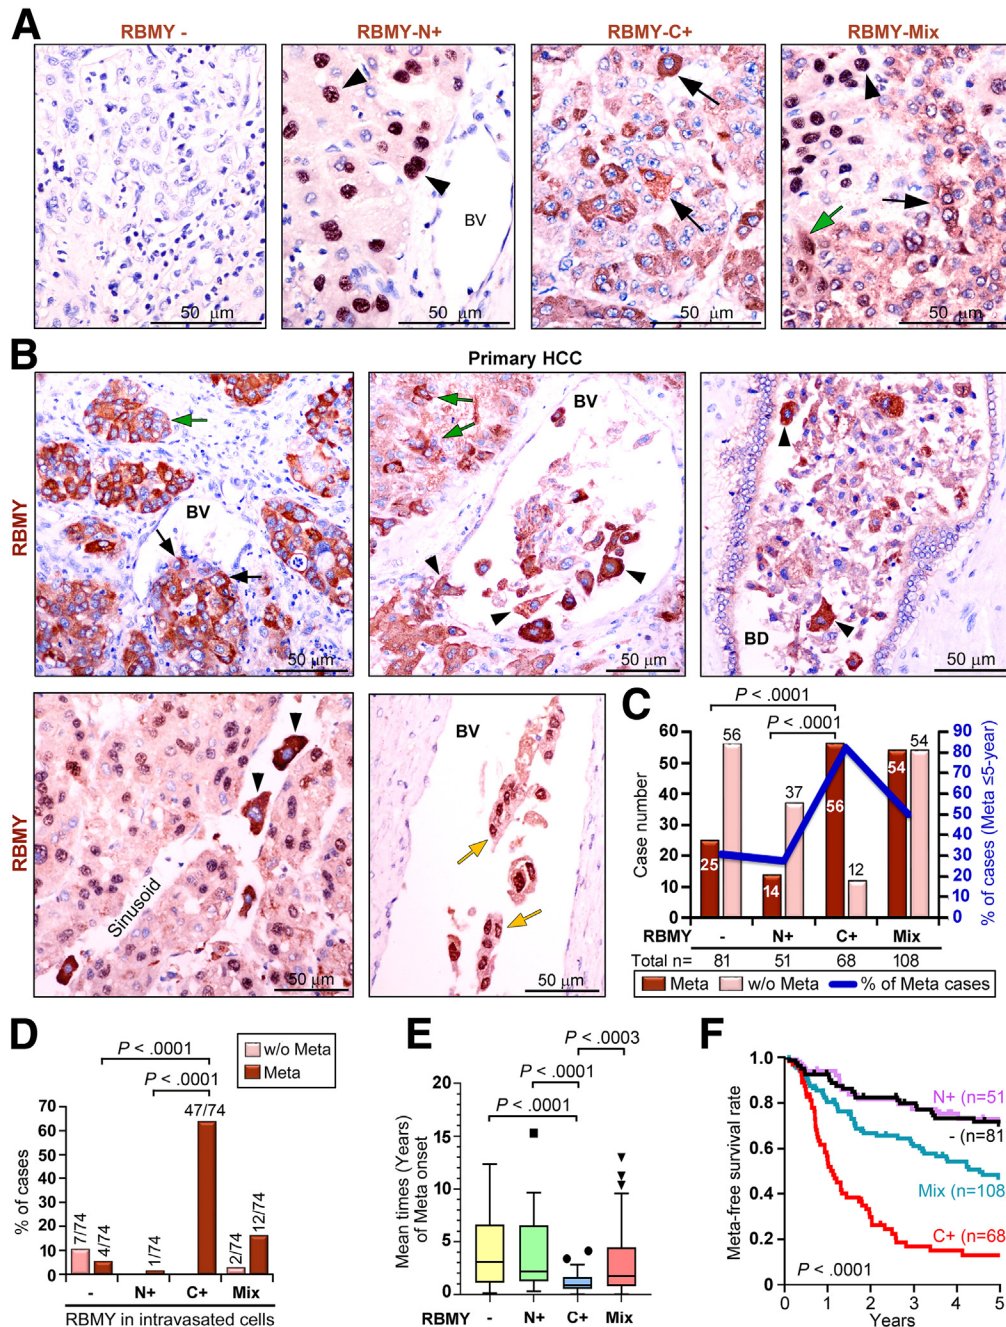 A
RBMY -
RBMY-N+
RBMY-C+
RBMY-Mix
BV
50 µm
50 µm
50 µm
50 µm
B
Primary HCC
RBMY
BV
50 µm
BV
50 µm
BD
50 µm
RBMY
Sinusoid
50 µm
BV
50 µm
C
P < .0001
P < .0001
Case number
60
50
40
30
20
10
0
25
56
14
37
56
12
54
54
90
80
70
60
50
40
30
20
10
0
% of cases (Meta ≤5-year)
RBMY - N+ C+ Mix
Total n= 81 51 68 108
Meta w/o Meta % of Meta cases
D
P < .0001
P < .0001
w/o Meta
Meta
% of cases
70
60
50
40
30
20
10
0
7/74
4/74
1/74
47/74
2/74
12/74
- N+ C+ Mix
RBMY in intravasated cells
E
P < .0003
P < .0001
P < .0001
Mean times (Years)
of Meta onset
20
15
10
5
0
RBMY - N+ C+ Mix
F
Meta-free survival rate
1.0
0.8
0.6
0.4
0.2
0
N+ (n=51
- (n=81
Mix (n=108
C+ (n=68
P < .0001
0 1 2 3 4 5
Years